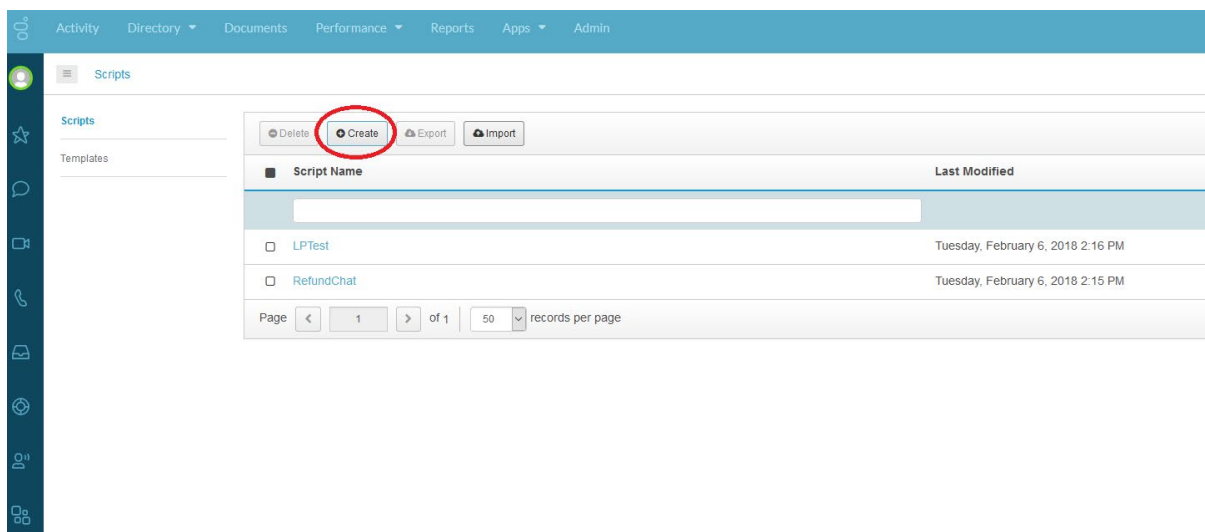 Activity Directory Documents Performance Reports Apps Admin
Scripts
Scripts
Templates
Delete Create Export Import
Script Name Last Modified
LPTest Tuesday, February 6, 2018 2:16 PM
RefundChat Tuesday, February 6, 2018 2:15 PM
Page 1 of 1 50 records per page